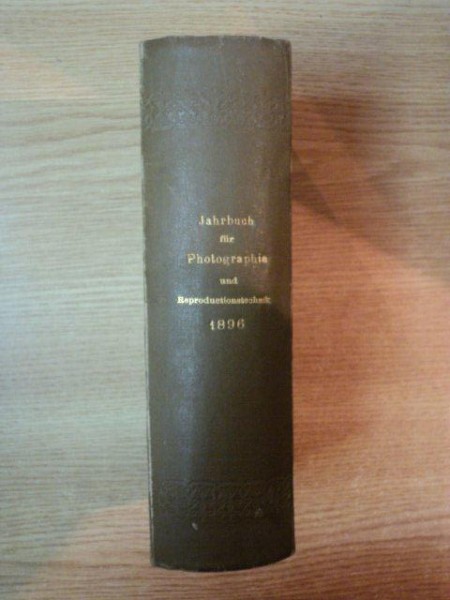 Jahrbuch
für
Photographie
und
Reproductionstechnik
1896